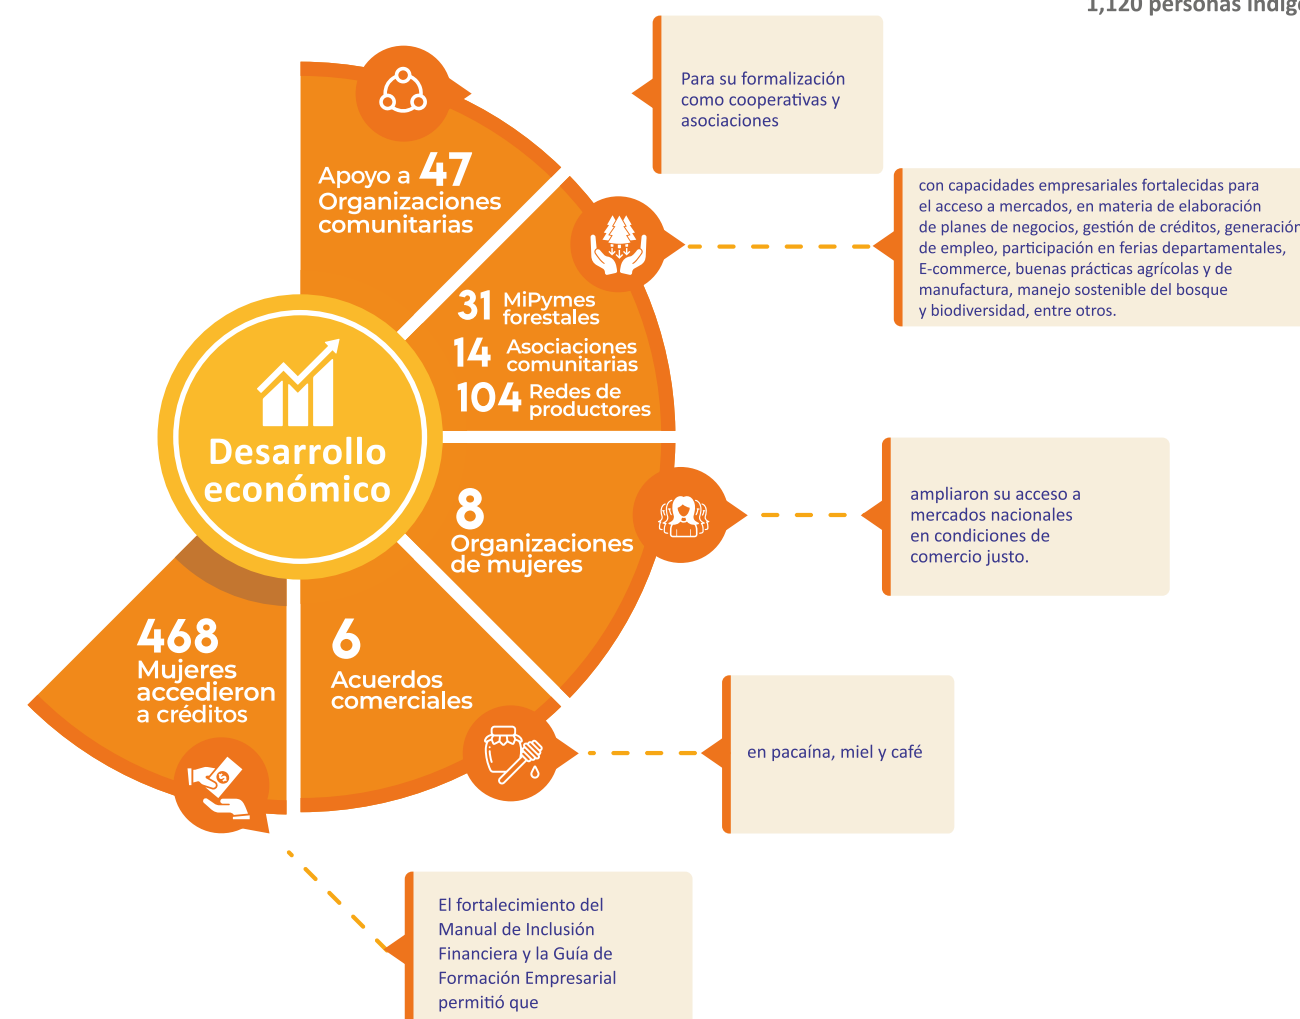 1,120 personas
Para su formalización
como cooperativas y
asociaciones
Apoyo a 47
Organizaciones
comunitarias
con capacidades empresariales fortalecidas para
el acceso a mercados, en materia de elaboración
de planes de negocios, gestión de créditos, generación
de empleo, participación en ferias departamentales,
E-commerce, buenas prácticas agrícolas y de
manufactura, manejo sostenible del bosque
y biodiversidad, entre otros.
31 MiPymes
forestales
14 Asociaciones
comunitarias
104 Redes de
productores
Desarrollo
económico
8
Organizaciones
de mujeres
ampliaron su acceso a
mercados nacionales
en condiciones de
comercio justo.
468
Mujeres
accedieron
a créditos
6
Acuerdos
comerciales
en pacaína, miel y café
El fortalecimiento del
Manual de Inclusión
Financiera y la Guía de
Formación Empresarial
permitió que